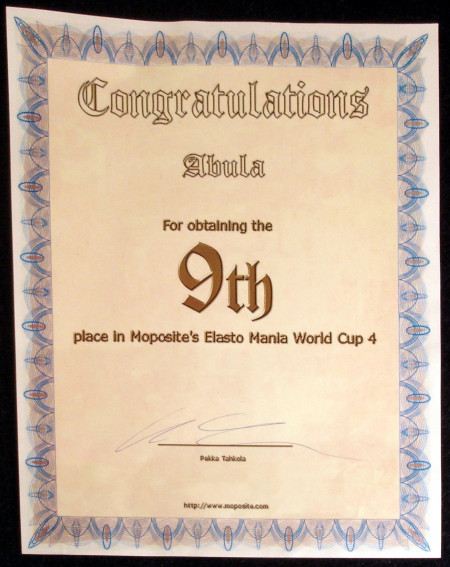 Congratulations
Abula
For obtaining the
9th
place in Moposite's Elasto Mania World Cup 4
Pekka Tahkola
http://www.moposite.com